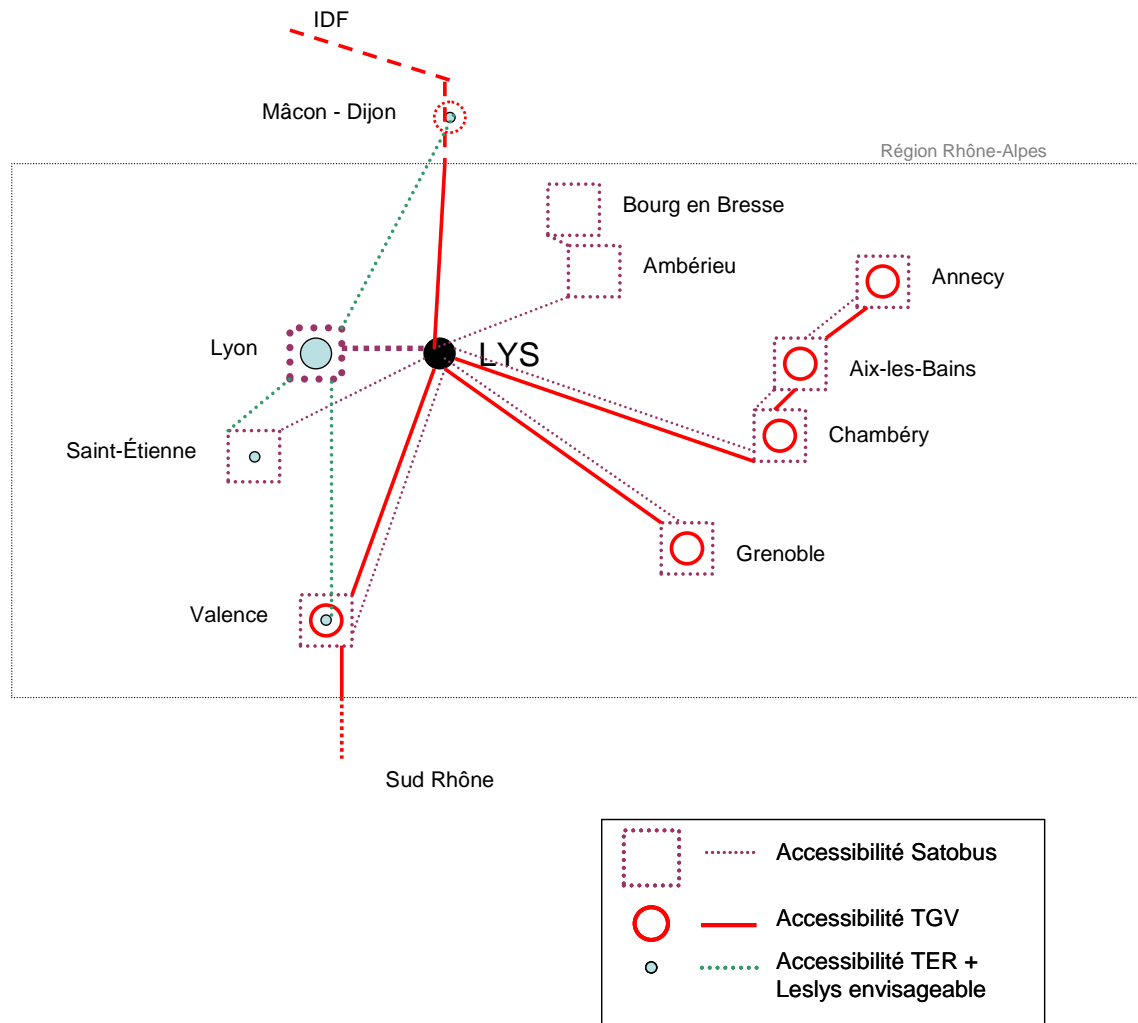 IDF
Mâcon - Dijon
Région Rhône-Alpes
Bourg en Bresse
Ambérieu
Annecy
Lyon
LYS
Aix-les-Bains
Chambéry
Saint-Étienne
Grenoble
Valence
Sud Rhône
Accessibilité Satobus
Accessibilité TGV
Accessibilité TER +
Leslys envisageable